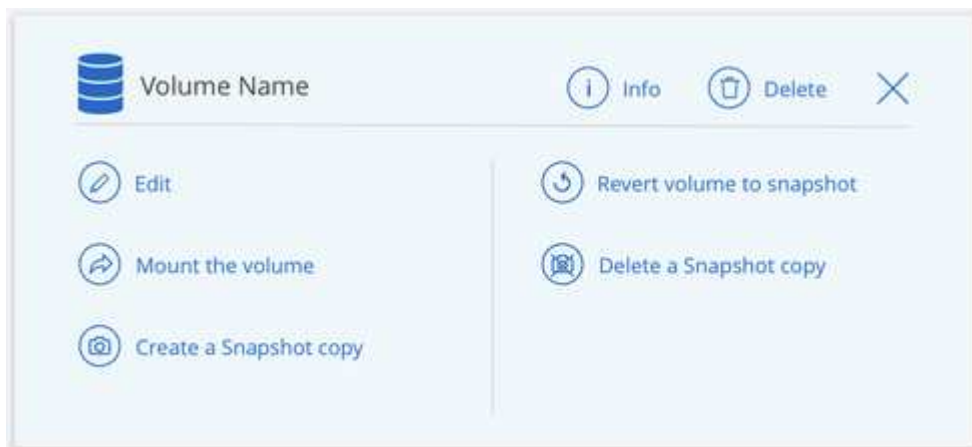 Volume Name
Info
Delete
Edit
Mount the volume
Create a Snapshot copy
Revert volume to snapshot
Delete a Snapshot copy